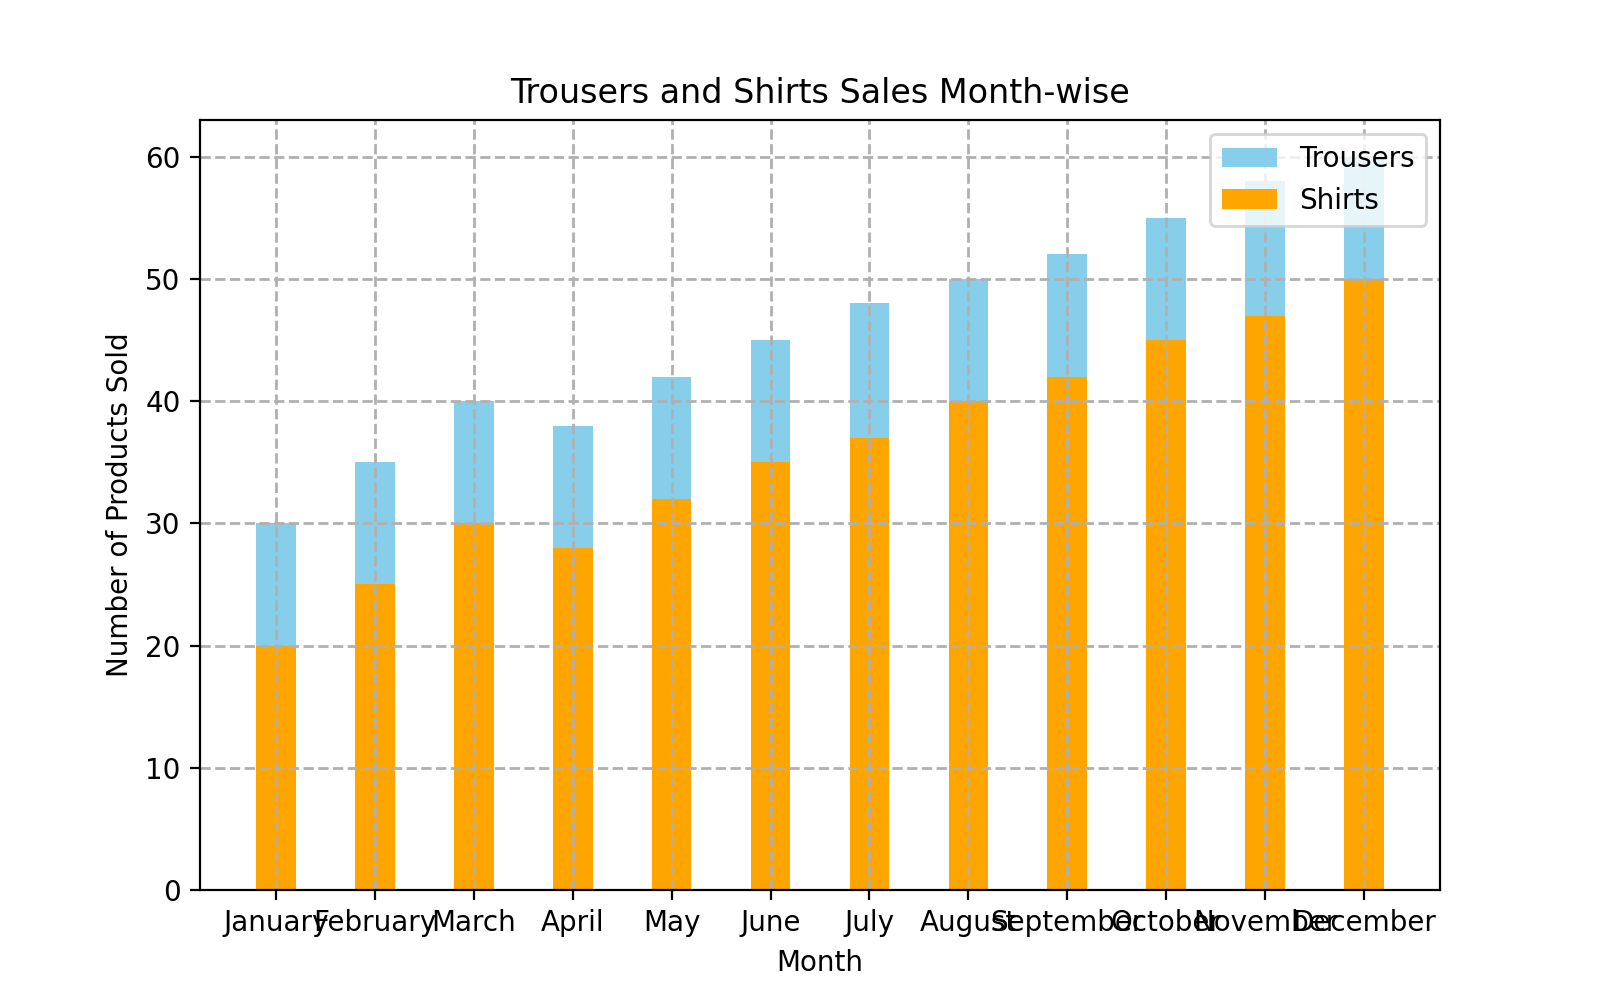 Trouser and Shirts Sales Month-wise
Trousers
Shirts
Number of Products Sold
60
50
40
30
20
10
0
January February March April May June July August September October November December
Month